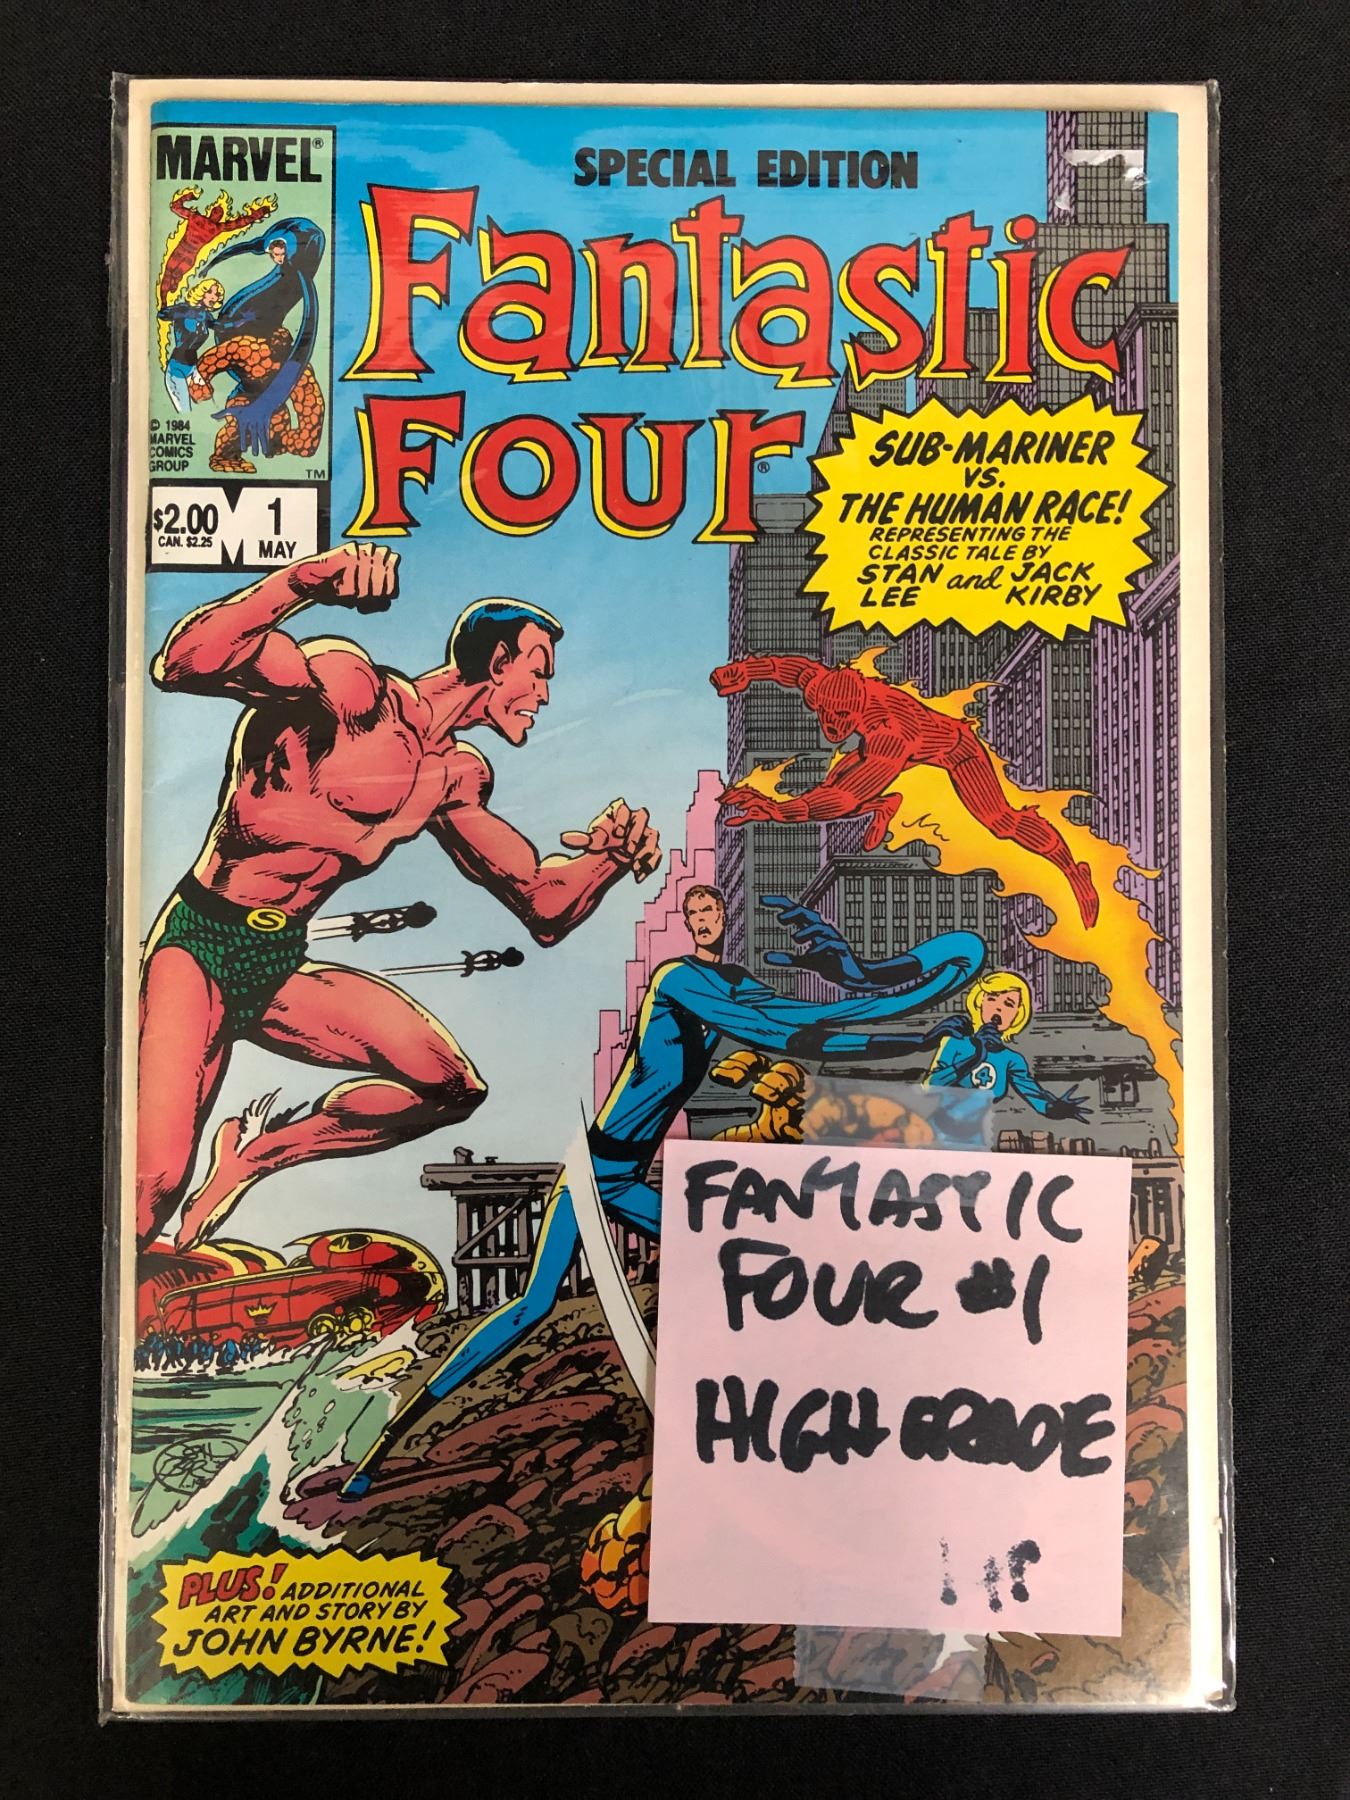 MARVEL®
SPECIAL EDITION
Fantastic
Four®
© 1984
MARVEL
COMICS
GROUP
TM
$2.00
CAN. $2.25
1
MAY
SUB-MARINER
VS.
THE HUMAN RACE!
REPRESENTING THE
CLASSIC TALE BY
STAN and JACK
LEE KIRBY
S
4
FANTASTIC
FOUR #1
HIGH GRADE
!!!
PLUS! ADDITIONAL
ART AND STORY BY
JOHN BYRNE!